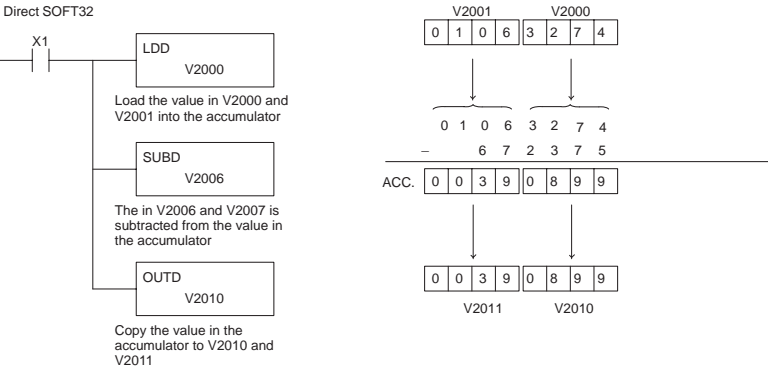 Direct SOFT32
X1
LDD
V2000
Load the value in V2000 and
V2001 into the accumulator
SUBD
V2006
The in V2006 and V2007 is
subtracted from the value in
the accumulator
OUTD
V2010
Copy the value in the
accumulator to V2010 and
V2011
V2001 V2000
0 1 0 6 3 2 7 4
0 1 0 6 3 2 7 4
– 6 7 2 3 7 5
ACC. 0 0 3 9 0 8 9 9
0 0 3 9 0 8 9 9
V2011 V2010